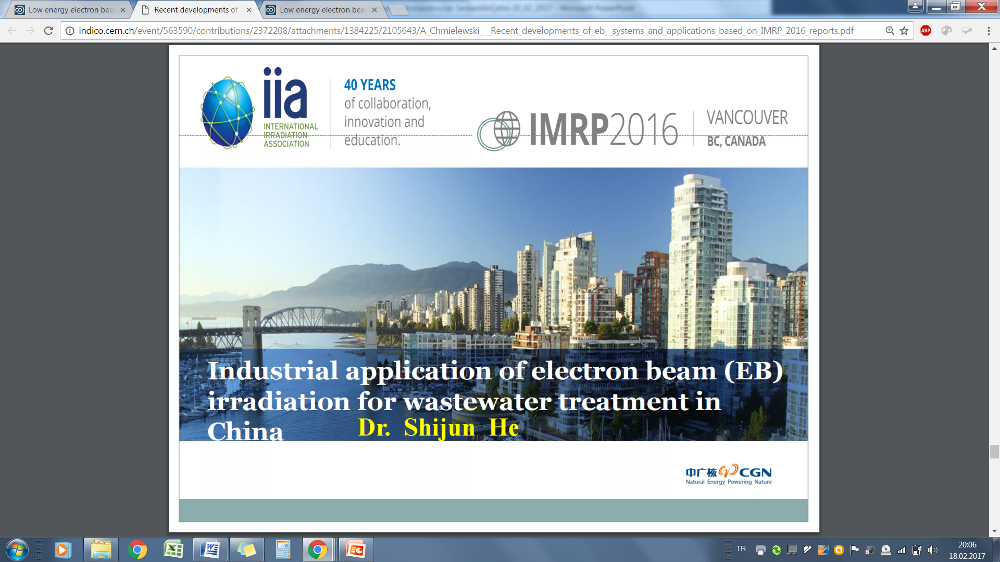 Low energy electron bea
Recent developments of
Low energy electron bea
indico.cern.ch/event/563590/contributions/2372208/attachments/1384225/2105643/A_Chmielewski_-_Recent_developments_of_eb__systems_and_applications_based_on_IMRP_2016_reports.pdf
ABP
iia
INTERNATIONAL
IRRADIATION
ASSOCIATION
40 YEARS
of collaboration,
innovation and
education.
IMRP2016
VANCOUVER
BC, CANADA
Industrial application of electron beam (EB)
irradiation for wastewater treatment in
China
Dr. Shijun He
中广核 CGN
Natural Energy Powering Nature
TR
20:06
18.02.2017